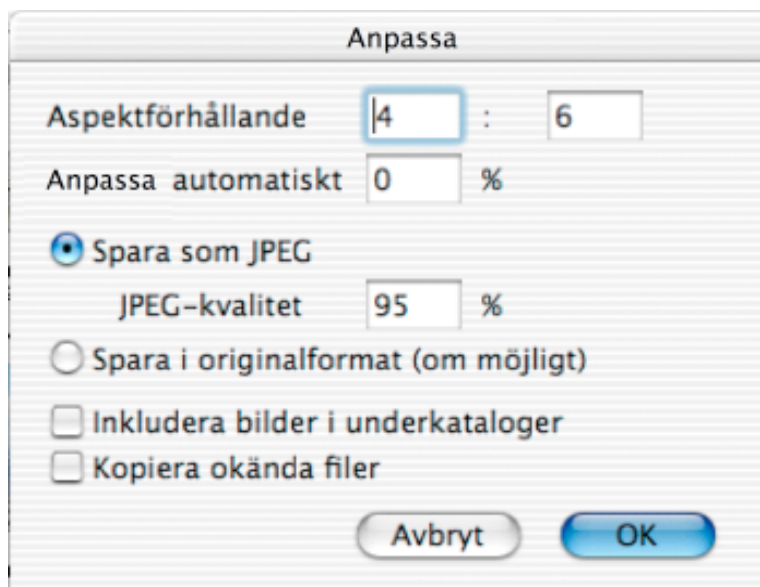 Anpassa
Aspektförhållande 4 : 6
Anpassa automatiskt 0 %
Spara som JPEG
JPEG-kvalitet 95 %
Spara i originalformat (om möjligt)
Inkludera bilder i underkataloger
Kopiera okända filer
Avbryt OK